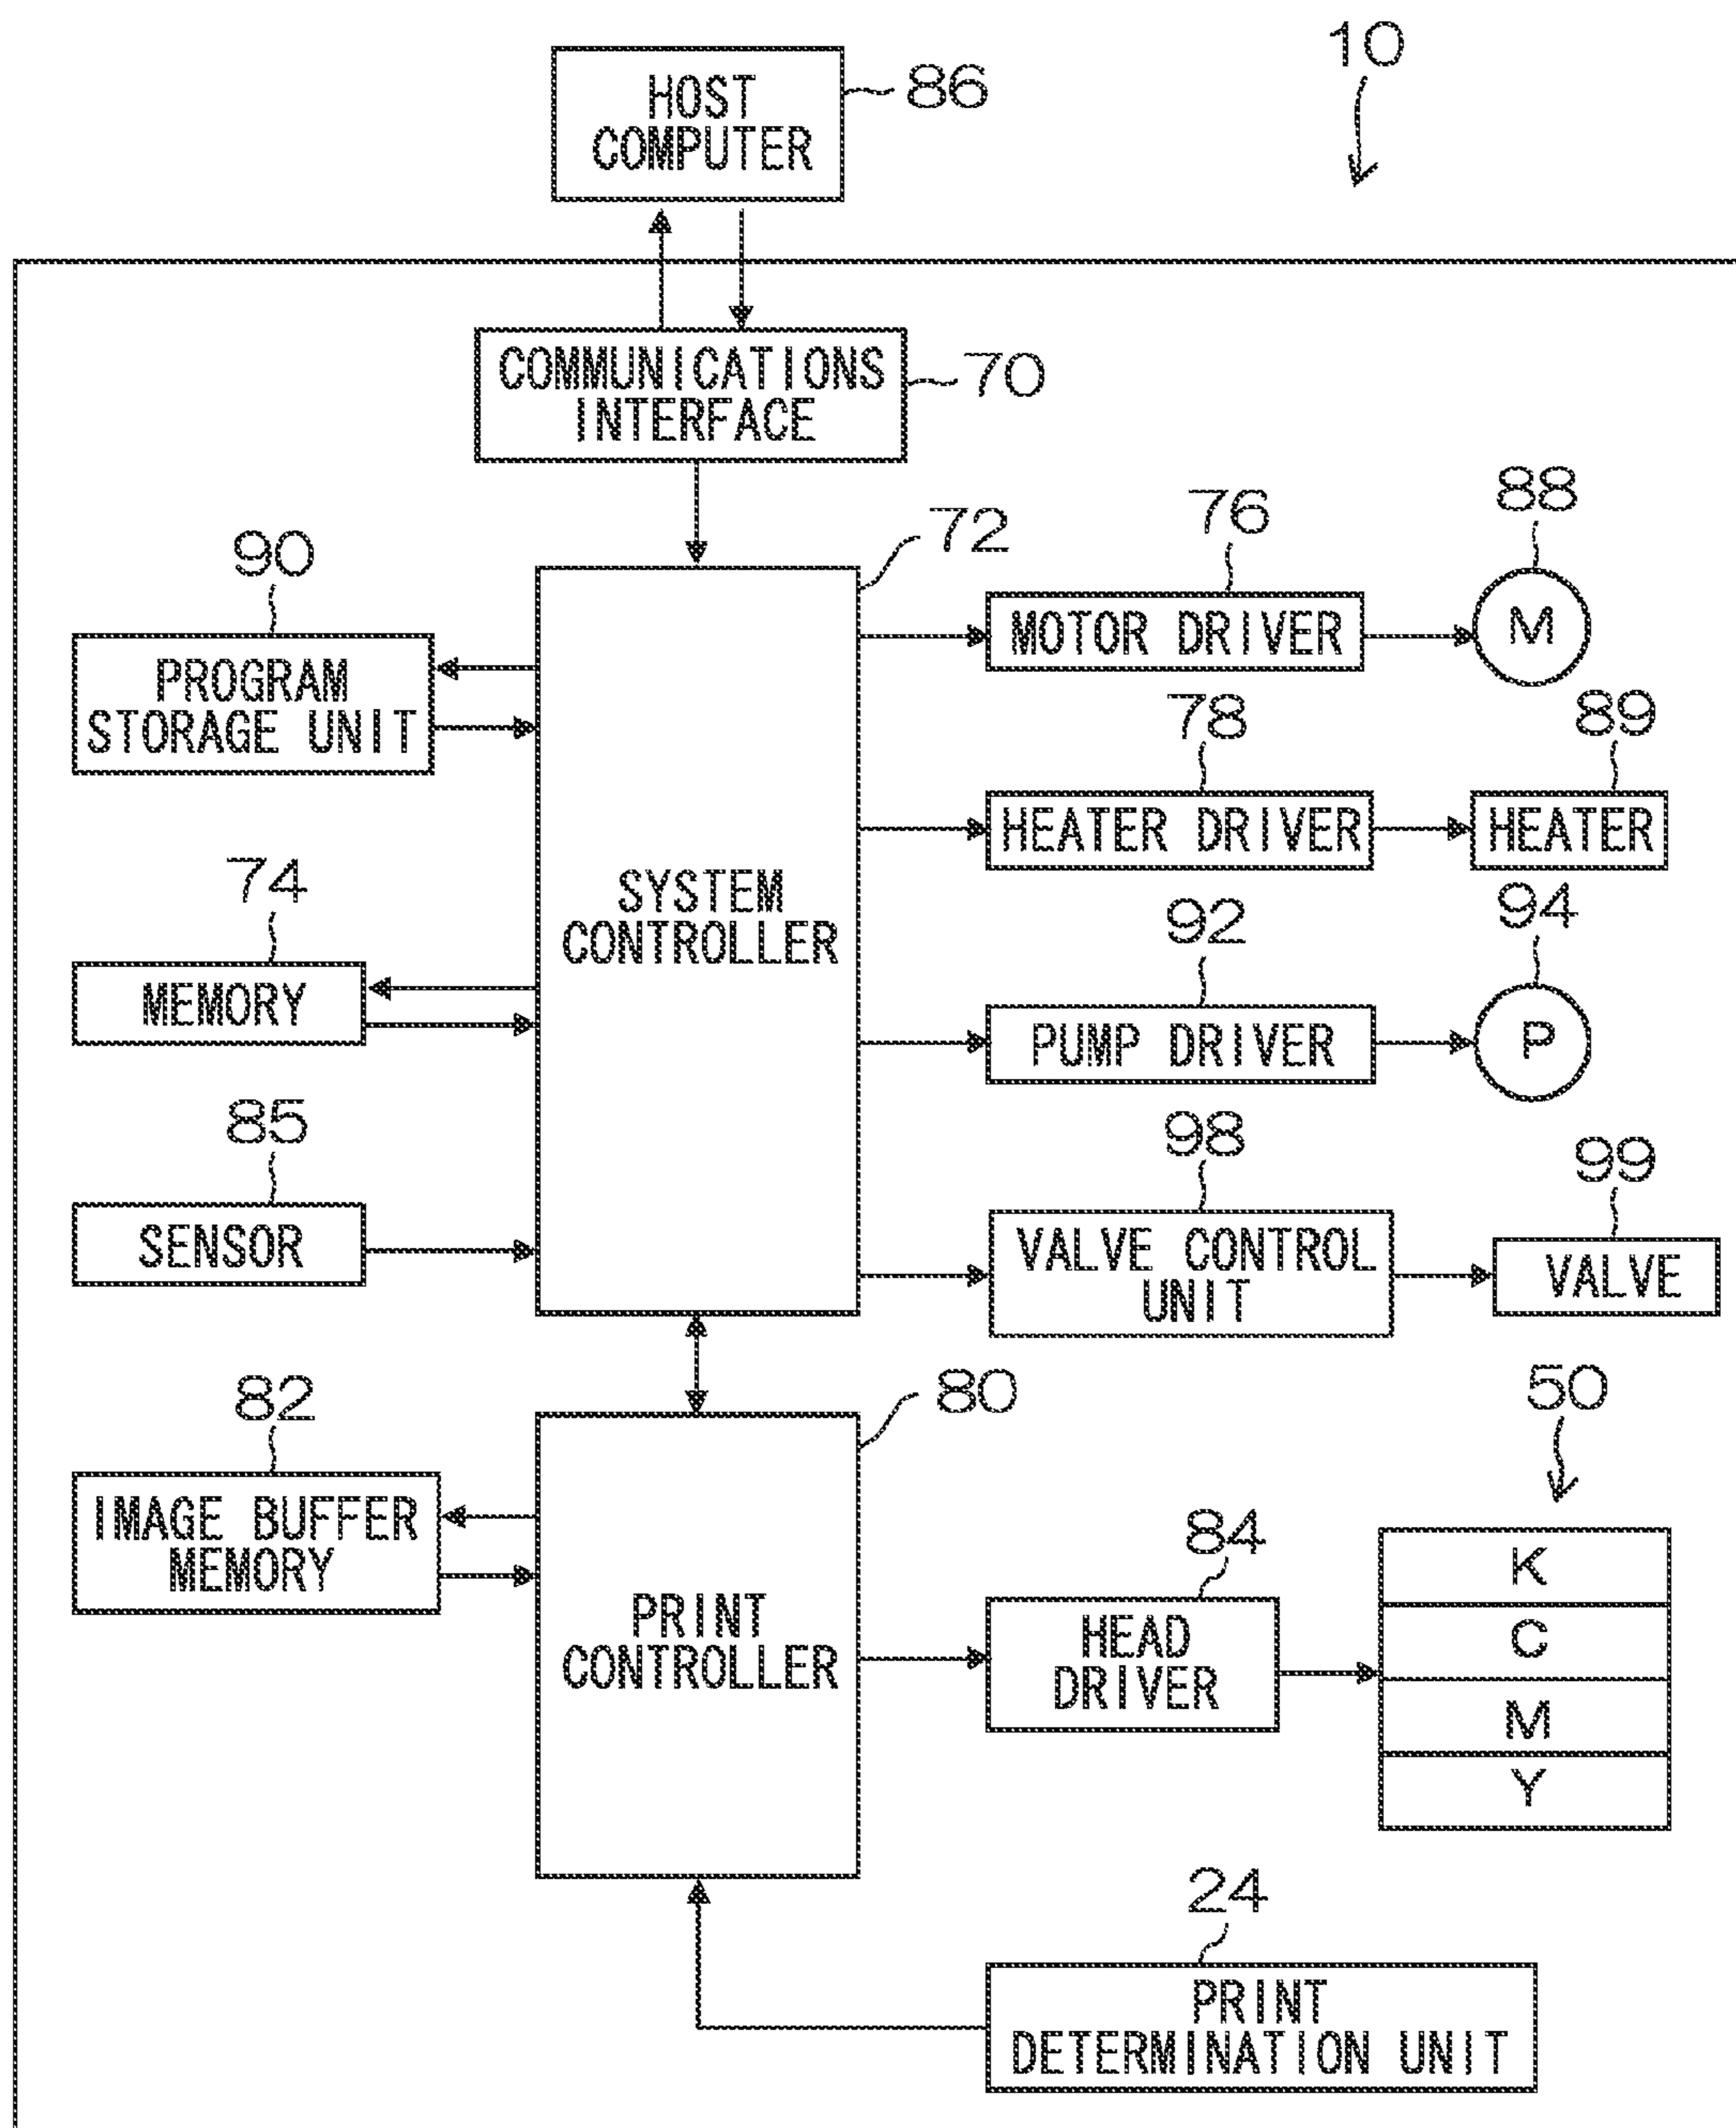 10
HOST
COMPUTER
86
COMMUNICATIONS
INTERFACE
70
72
76
88
90
MOTOR DRIVER
M
PROGRAM
STORAGE UNIT
78
89
HEATER DRIVER
HEATER
74
SYSTEM
CONTROLLER
92
94
MEMORY
PUMP DRIVER
P
85
98
99
SENSOR
VALVE CONTROL
UNIT
VALVE
82
80
50
IMAGE BUFFER
MEMORY
84
K
C
M
Y
PRINT
CONTROLLER
HEAD
DRIVER
24
PRINT
DETERMINATION UNIT